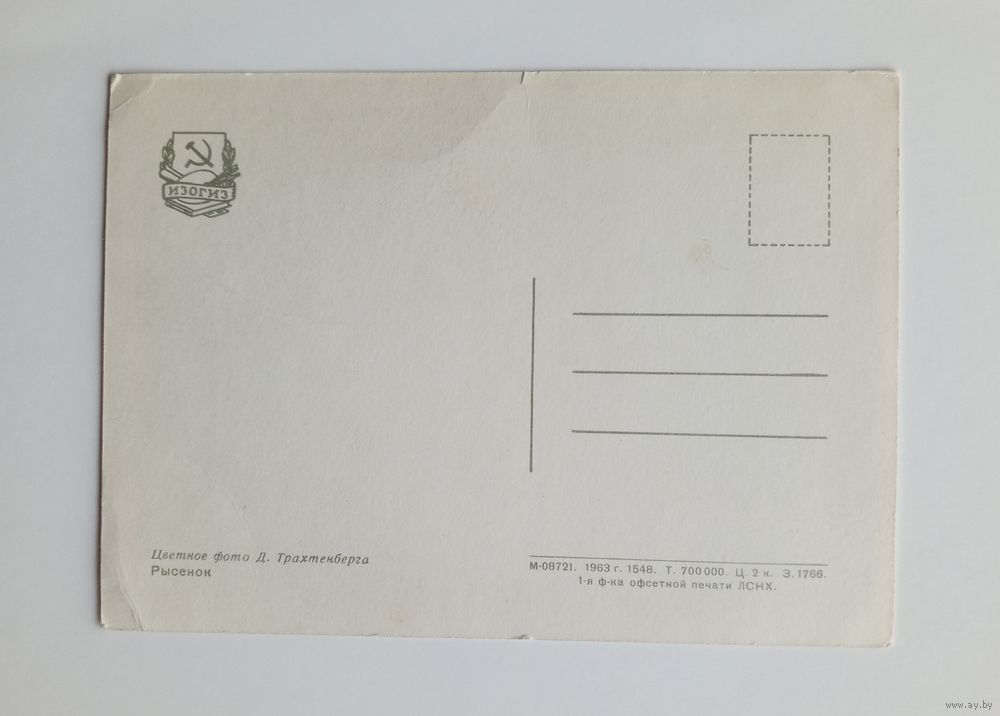 ИЗОГИЗ
Цветное фото Д. Трахтенберга
Рысенок
М-08721. 1963 г. 1548. Т. 700 000. Ц. 2 к. З. 1766.
1-я ф-ка офсетной печати ЛСНХ.
www.ay.by